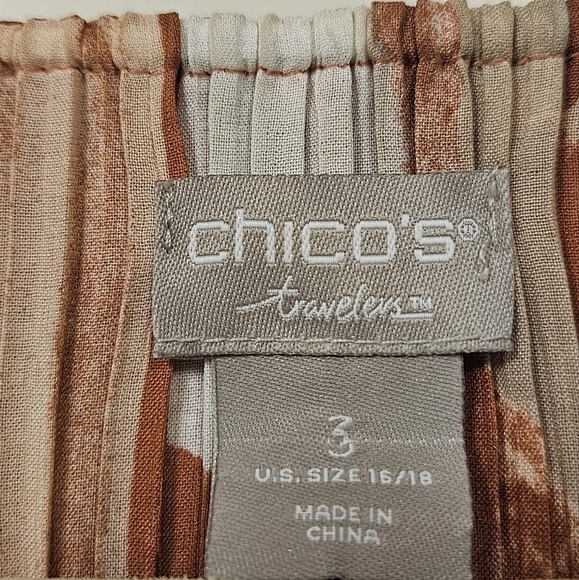 chico's®
travelers™
3
U.S. SIZE 16/18
MADE IN
CHINA